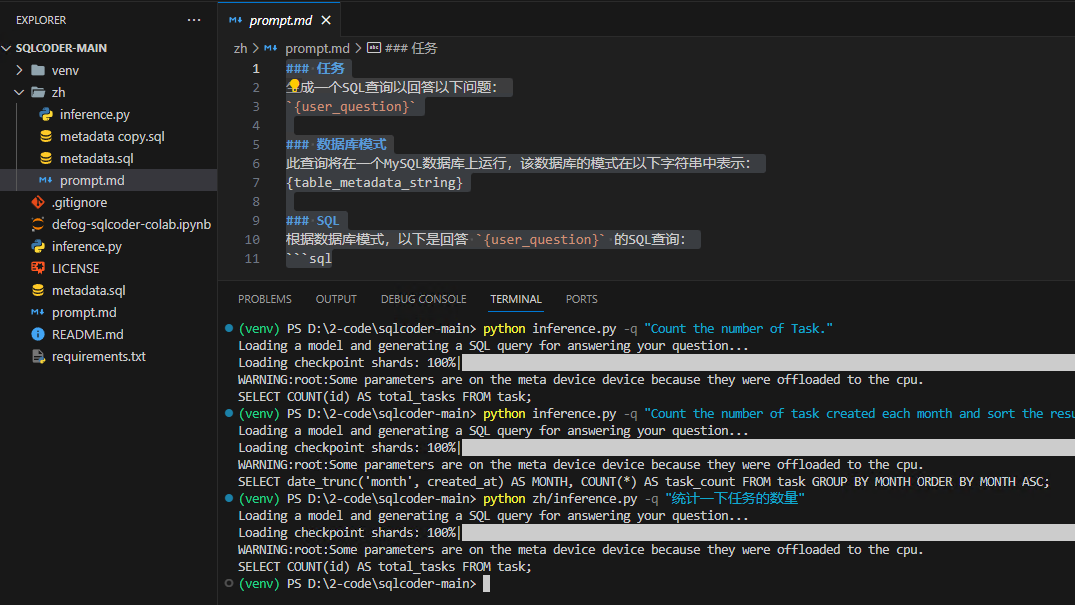 EXPLORER
···
prompt.md
SQLCODER-MAIN
zh > prompt.md > ### 任务
venv
zh
inference.py
metadata copy.sql
metadata.sql
prompt.md
.gitignore
defog-sqlcoder-colab.ipynb
inference.py
LICENSE
metadata.sql
prompt.md
README.md
requirements.txt
1 ### 任务
2 成一个SQL查询以回答以下问题：
3 `{user_question}`
4
5 ### 数据库模式
6 此查询将在一个MySQL数据库上运行，该数据库的模式在以下字符串中表示：
7 {table_metadata_string}
8
9 ### SQL
10 根据数据库模式，以下是回答 `{user_question}` 的SQL查询：
11 ```sql
PROBLEMS OUTPUT DEBUG CONSOLE TERMINAL PORTS
(venv) PS D:\2-code\sqlcoder-main> python inference.py -q "Count the number of Task."
Loading a model and generating a SQL query for answering your question...
Loading checkpoint shards: 100%|
WARNING:root:Some parameters are on the meta device device because they were offloaded to the cpu.
SELECT COUNT(id) AS total_tasks FROM task;
(venv) PS D:\2-code\sqlcoder-main> python inference.py -q "Count the number of task created each month and sort the resu
Loading a model and generating a SQL query for answering your question...
Loading checkpoint shards: 100%|
WARNING:root:Some parameters are on the meta device device because they were offloaded to the cpu.
SELECT date_trunc('month', created_at) AS MONTH, COUNT(*) AS task_count FROM task GROUP BY MONTH ORDER BY MONTH ASC;
(venv) PS D:\2-code\sqlcoder-main> python zh/inference.py -q "统计一下任务的数量"
Loading a model and generating a SQL query for answering your question...
Loading checkpoint shards: 100%|
WARNING:root:Some parameters are on the meta device device because they were offloaded to the cpu.
SELECT COUNT(id) AS total_tasks FROM task;
(venv) PS D:\2-code\sqlcoder-main>